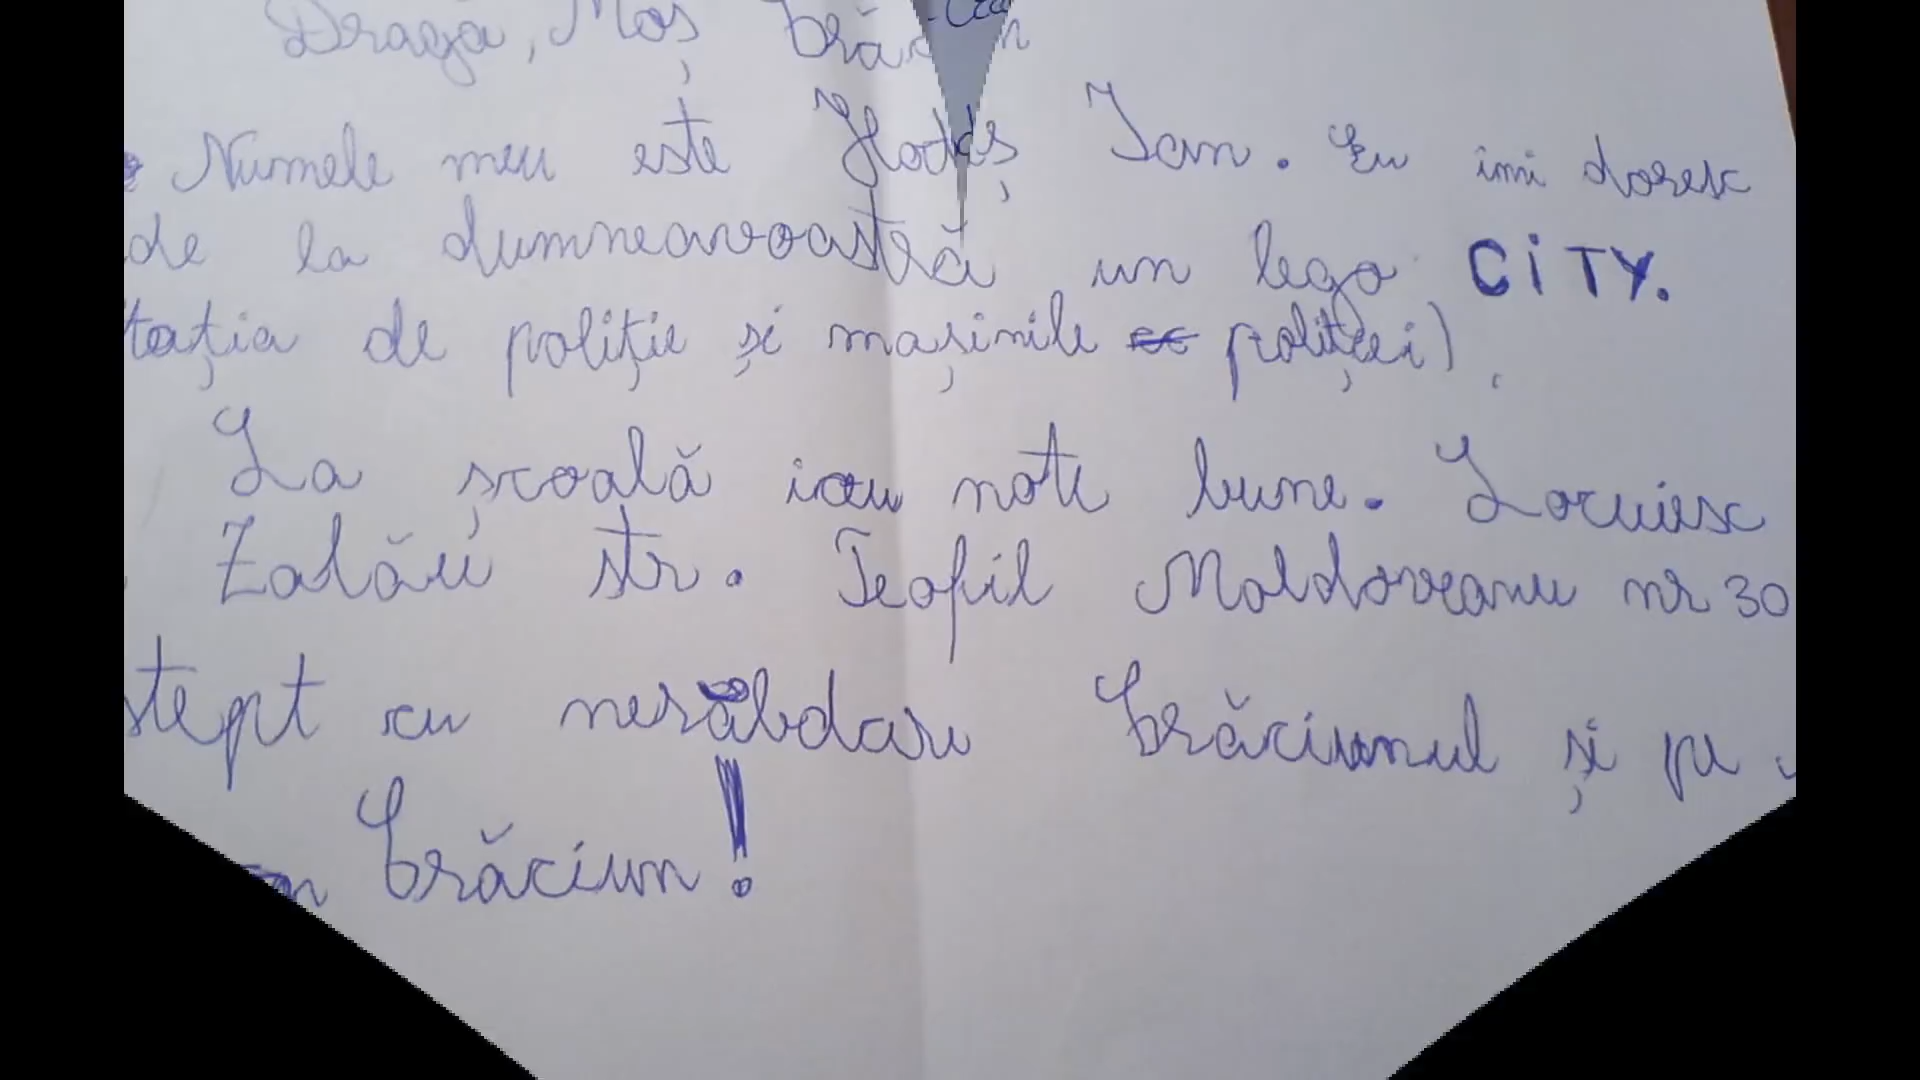 Dragă, Moș
Numele meu este Ian. Eu imi doresc
de la dumneavoastră un lego CiTY.
tația de poliție și mașinile poliției)
La școală iau note bune. Locuiesc
Zalău str. Teofil Moldoveanu nr 30
stept cu nerăbdare Crăciunul și pe
Crăciun!